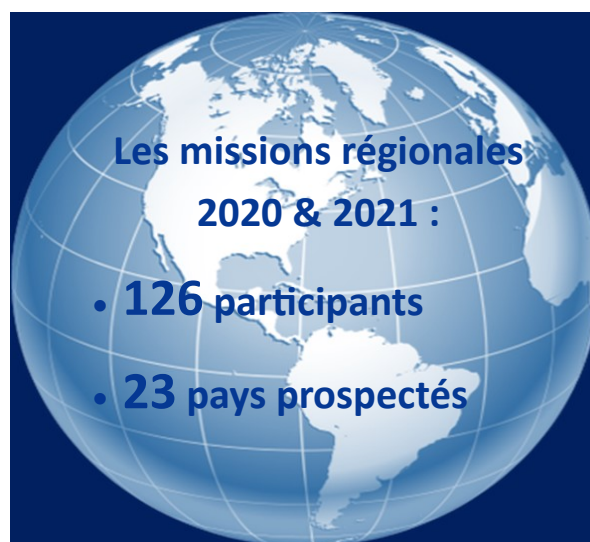 Les missions régionales
2020 & 2021 :
• 126 participants
• 23 pays prospectés